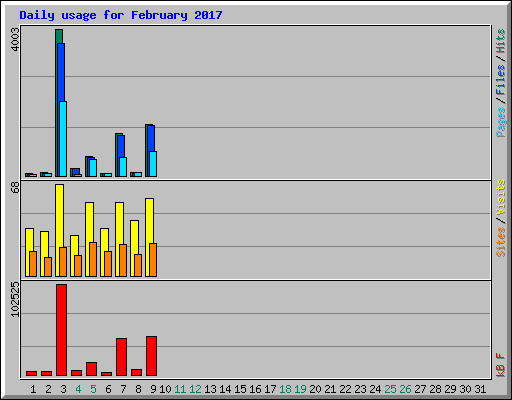 Daily usage for February 2017
4003
Pages / Files / Hits
68
Sites / Visits
102525
kB F
1 2 3 4 5 6 7 8 9 10 11 12 13 14 15 16 17 18 19 20 21 22 23 24 25 26 27 28 29 30 31